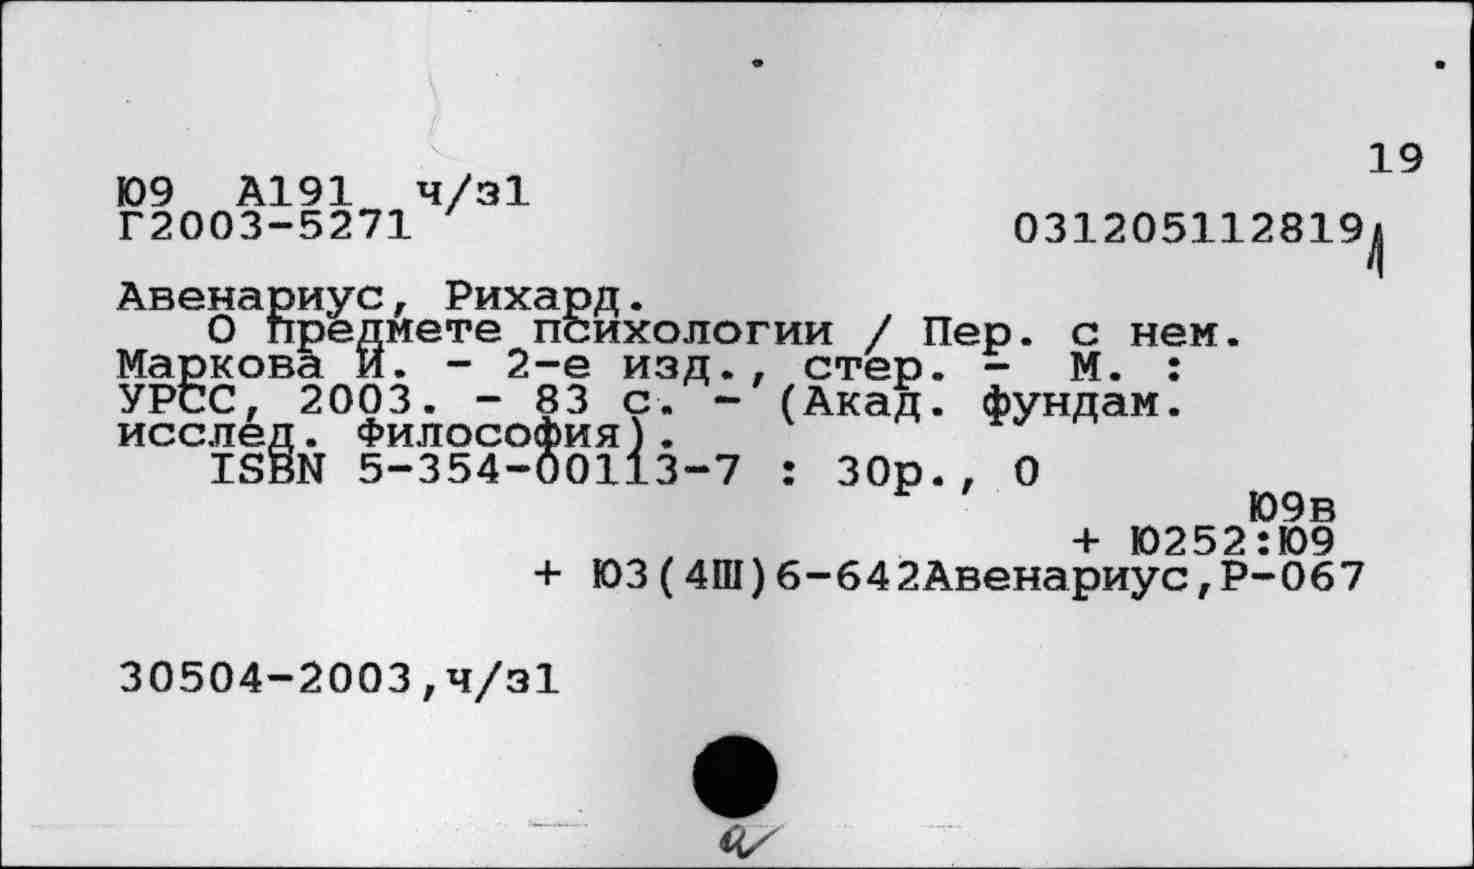 19
Ю9 А191 ч/з1
Г2003-5271 031205112819
Авенариус, Рихард.
О предмете психологии / Пер. с нем.
Маркова И. - 2-е изд., стер. - М. :
УРСС, 2003. - 83 с. - (Акад. фундам.
исслед. Философия).
ISBN 5-354-00113-7 : 30р., 0
Ю9в
+ Ю252:Ю9
+ Ю3(4Ш)6-642Авенариус,Р-067
30504-2003,ч/з1